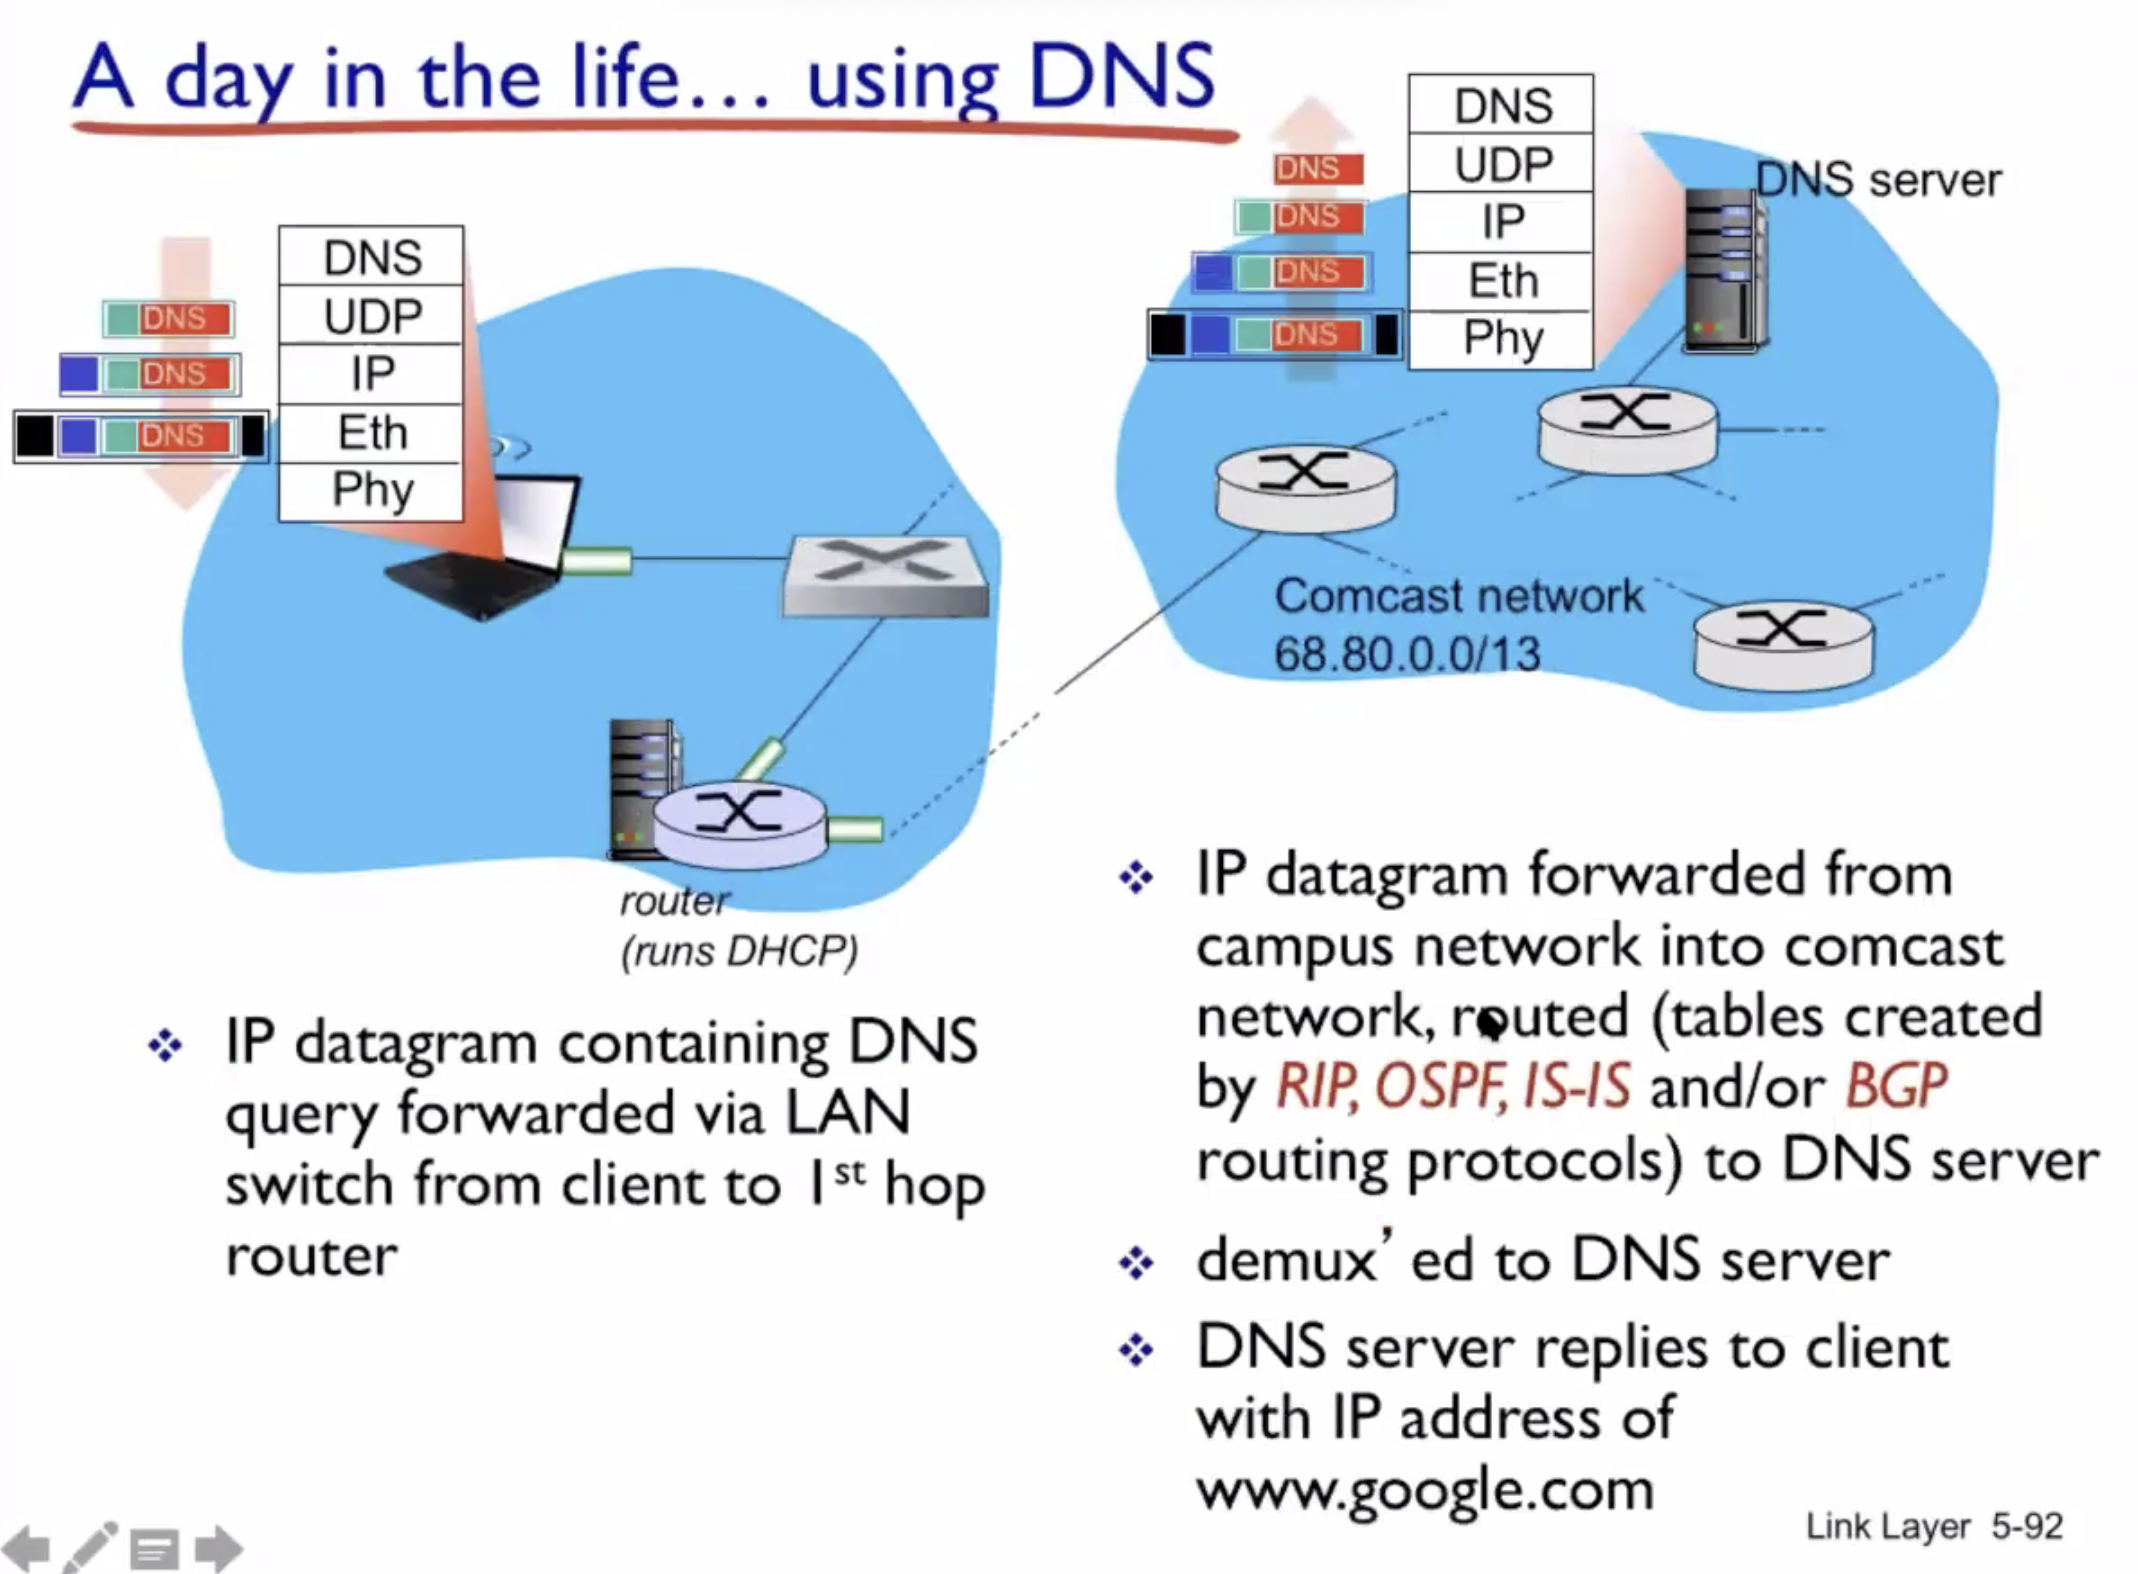 A day in the life… using DNS
DNS
UDP
IP
Eth
Phy
DNS
DNS
DNS
DNS
UDP
IP
Eth
Phy
DNS
DNS
DNS
DNS
DNS server
Comcast network
68.80.0.0/13
router
(runs DHCP)
IP datagram containing DNS
query forwarded via LAN
switch from client to 1st hop
router
IP datagram forwarded from
campus network into comcast
network, routed (tables created
by RIP, OSPF, IS-IS and/or BGP
routing protocols) to DNS server
demux’ ed to DNS server
DNS server replies to client
with IP address of
www.google.com
Link Layer 5-92